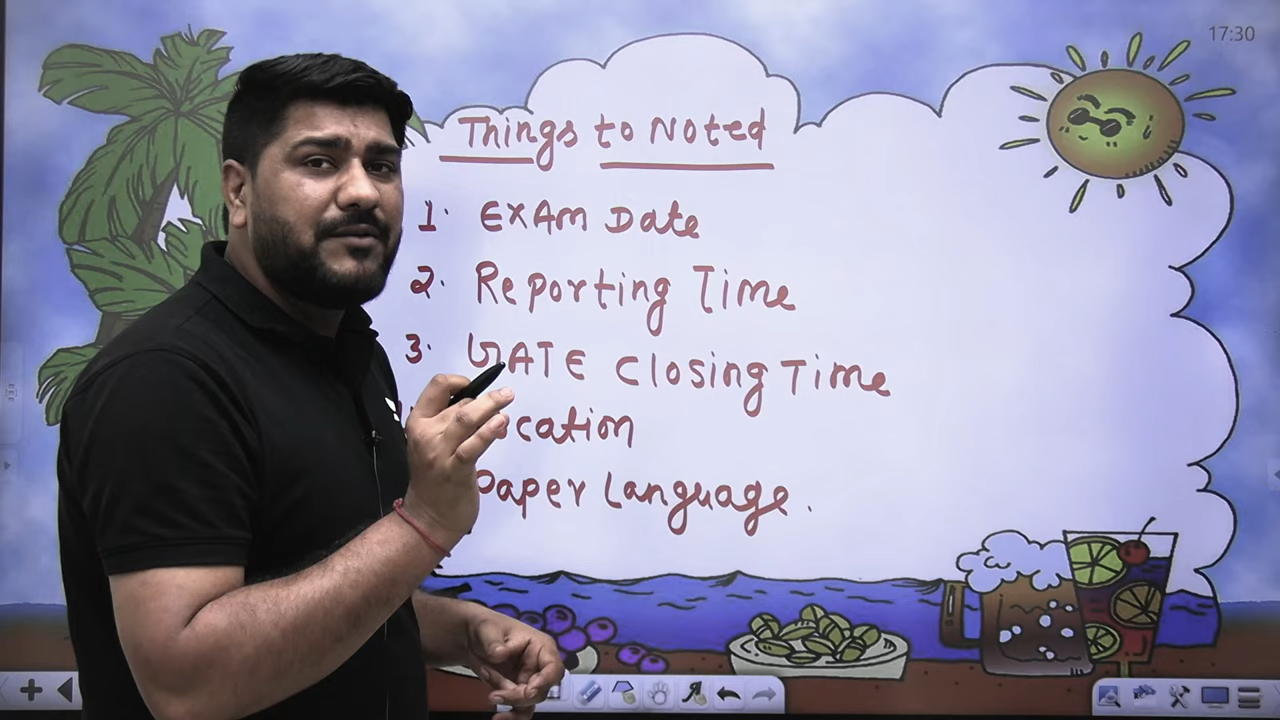 17:30
Things to Noted
1. EXAM Date
2. Reporting Time
3. GATE Closing Time
ocation
Paper Language.